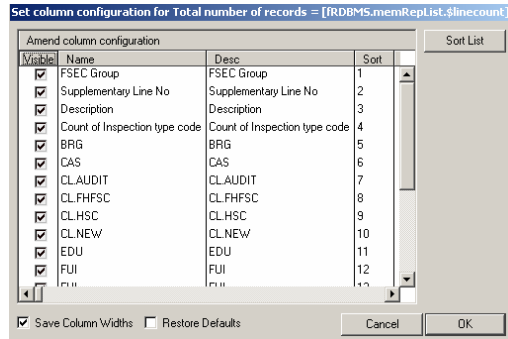 Set column configuration for Total number of records = [fRDBMS.memRepList.$linecount]
Amend column configuration
Sort List
Visible Name Desc Sort
FSEC Group FSEC Group 1
Supplementary Line No Supplementary Line No 2
Description Description 3
Count of Inspection type code Count of Inspection type code 4
BRG BRG 5
CAS CAS 6
CL.AUDIT CL.AUDIT 7
CL.FHFSC CL.FHFSC 8
CL.HSC CL.HSC 9
CL.NEW CL.NEW 10
EDU EDU 11
FUI FUI 12
Save Column Widths Restore Defaults Cancel OK